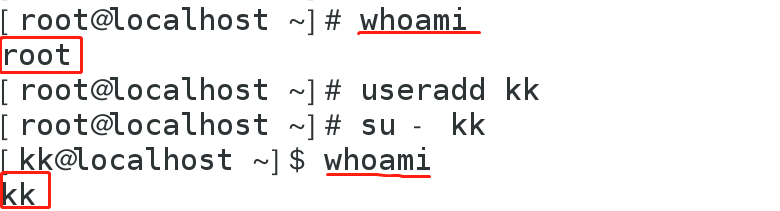 [root@localhost ~]# whoami
root
[root@localhost ~]# useradd kk
[root@localhost ~]# su - kk
[kk@localhost ~]$ whoami
kk